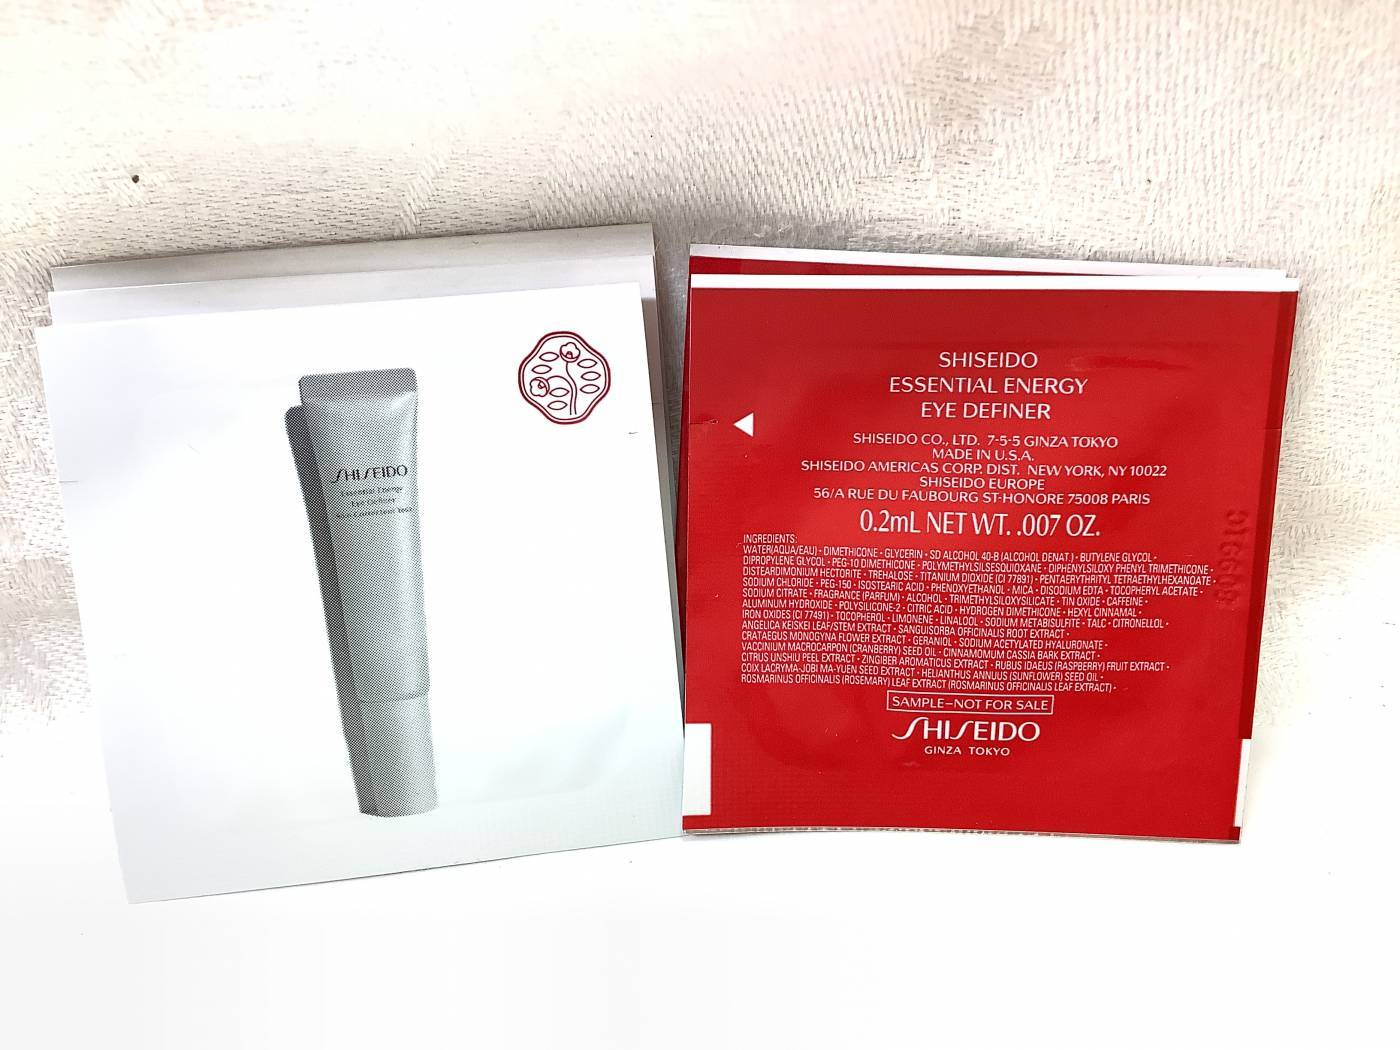 SHISEIDO
Essential Energy
Eye Definer
Soin Correcteur Yeux
SHISEIDO
ESSENTIAL ENERGY
EYE DEFINER
SHISEIDO CO., LTD. 7-5-5 GINZA TOKYO
MADE IN U.S.A.
SHISEIDO AMERICAS CORP. DIST. NEW YORK, NY 10022
SHISEIDO EUROPE
56/A RUE DU FAUBOURG ST-HONORE 75008 PARIS
0.2mL NET WT. .007 OZ.
INGREDIENTS:
WATER(AQUA/EAU) · DIMETHICONE · GLYCERIN · SD ALCOHOL 40-B (ALCOHOL DENAT.) · BUTYLENE GLYCOL ·
DIPROPYLENE GLYCOL · PEG-10 DIMETHICONE · POLYMETHYLSILSESQUIOXANE · DIPHENYLSILOXY PHENYL TRIMETHICONE ·
DISTEARDIMONIUM HECTORITE · TREHALOSE · TITANIUM DIOXIDE (CI 77891) · PENTAERYTHRITYL TETRAETHYLHEXANOATE ·
SODIUM CHLORIDE · PEG-150 · ISOSTEARIC ACID · PHENOXYETHANOL · MICA · DISODIUM EDTA · TOCOPHERYL ACETATE ·
SODIUM CITRATE · FRAGRANCE (PARFUM) · ALCOHOL · TRIMETHYLSILOXYSILICATE · TIN OXIDE · CAFFEINE ·
ALUMINUM HYDROXIDE · POLYSILICONE-2 · CITRIC ACID · HYDROGEN DIMETHICONE · HEXYL CINNAMAL ·
IRON OXIDES (CI 77491) · TOCOPHEROL · LIMONENE · LINALOOL · SODIUM METABISULFITE · TALC · CITRONELLOL ·
ANGELICA KEISKEI LEAF/STEM EXTRACT · SANGUISORBA OFFICINALIS ROOT EXTRACT ·
CRATAEGUS MONOGYNA FLOWER EXTRACT · GERANIOL · SODIUM ACETYLATED HYALURONATE ·
VACCINIUM MACROCARPON (CRANBERRY) SEED OIL · CINNAMOMUM CASSIA BARK EXTRACT ·
CITRUS UNSHIU PEEL EXTRACT · ZINGIBER AROMATICUS EXTRACT · RUBUS IDAEUS (RASPBERRY) FRUIT EXTRACT ·
COIX LACRYMA-JOBI MA-YUEN SEED EXTRACT · HELIANTHUS ANNUUS (SUNFLOWER) SEED OIL ·
ROSMARINUS OFFICINALIS (ROSEMARY) LEAF EXTRACT (ROSMARINUS OFFICINALIS LEAF EXTRACT) ·
SAMPLE-NOT FOR SALE
SHISEIDO
GINZA TOKYO